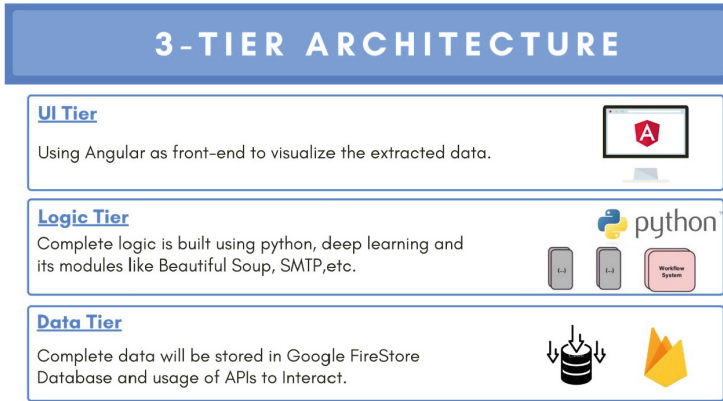 3-TIER ARCHITECTURE
UI Tier
Using Angular as front-end to visualize the extracted data.
A
Logic Tier
python
Complete logic is built using python, deep learning and
its modules like Beautiful Soup, SMTP,etc.
(...)
(...)
Workflow
System
Data Tier
Complete data will be stored in Google FireStore
Database and usage of APIs to Interact.